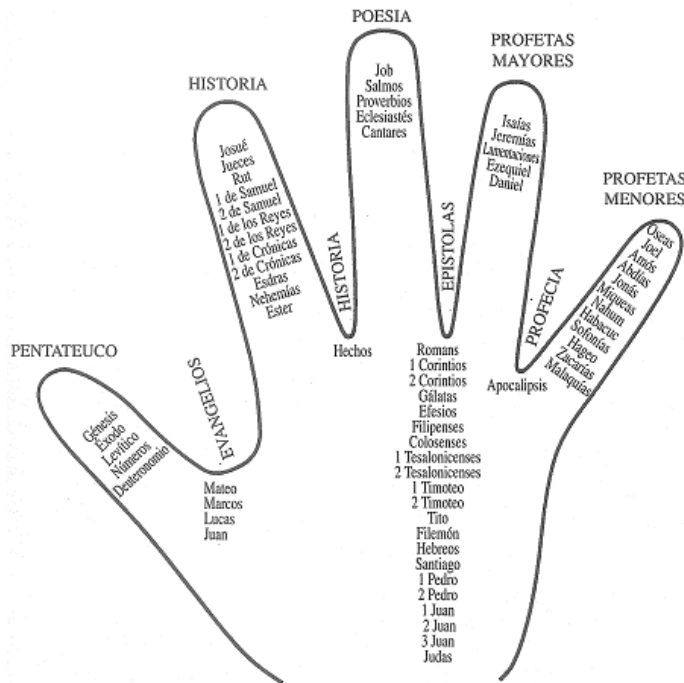 PENTATEUCO
Génesis
Exodo
Levítico
Números
Deuteronomio
EVANGELIOS
Mateo
Marcos
Lucas
Juan
HISTORIA
Josué
Jueces
Rut
1 de Samuel
2 de Samuel
1 de los Reyes
2 de los Reyes
1 de Crónicas
2 de Crónicas
Esdras
Nehemías
Ester
HISTORIA
Hechos
POESIA
Job
Salmos
Proverbios
Eclesiastés
Cantares
EPISTOLAS
Romans
1 Corintios
2 Corintios
Gálatas
Efesios
Filipenses
Colosenses
1 Tesalonicenses
2 Tesalonicenses
1 Timoteo
2 Timoteo
Tito
Filemón
Hebreos
Santiago
1 Pedro
2 Pedro
1 Juan
2 Juan
3 Juan
Judas
PROFETAS
MAYORES
Isaías
Jeremías
Lamentaciones
Ezequiel
Daniel
PROFECIA
Apocalipsis
PROFETAS
MENORES
Oseas
Joel
Amós
Abdías
Jonás
Miqueas
Nahum
Habacuc
Sofonías
Hageo
Zacarías
Malaquías